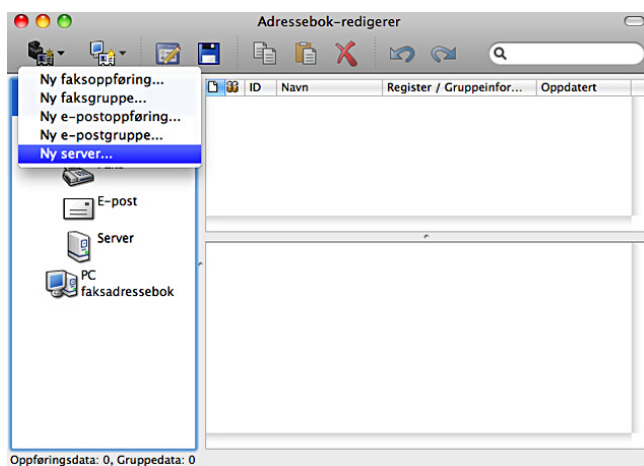 Adressebok-redigerer
Ny faksoppføring...
Ny faksgruppe...
Ny e-postoppføring...
Ny e-postgruppe...
Ny server...
ID Navn Register / Gruppeinfor... Oppdatert
E-post
Server
PC
faksadressebok
Oppføringsdata: 0, Gruppedata: 0